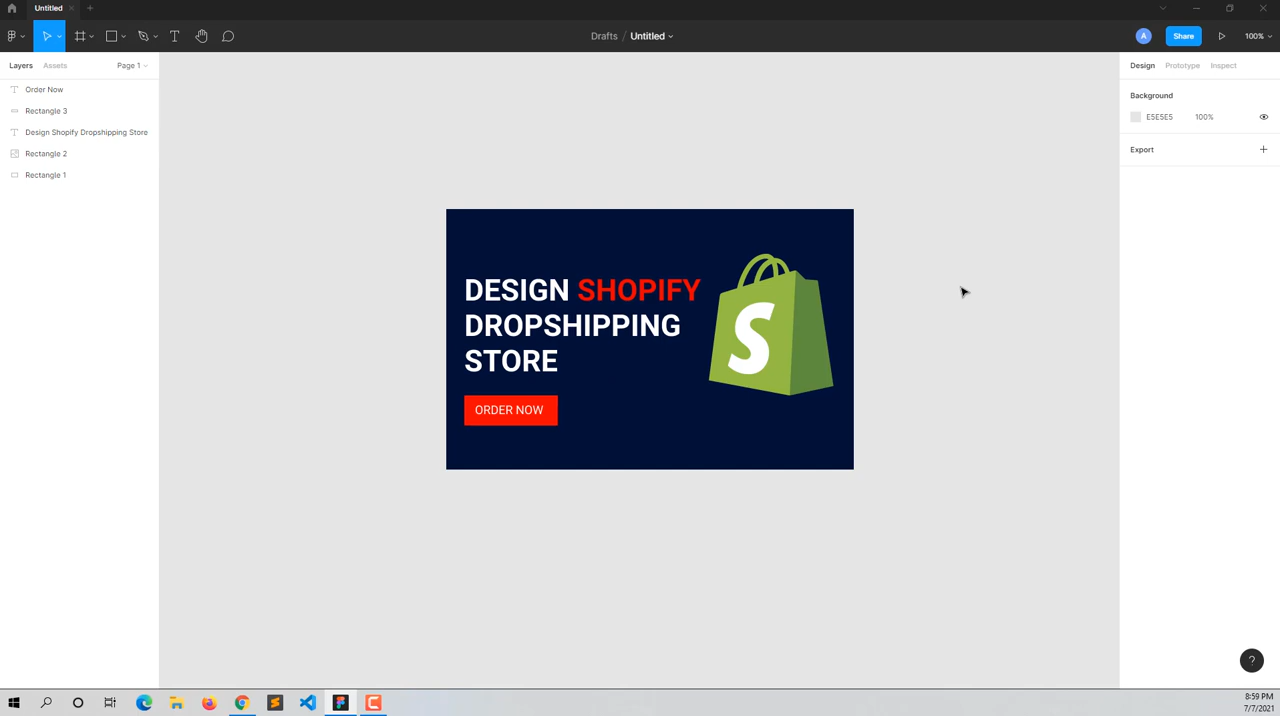 Untitled
Drafts / Untitled
A
Share
100%
Layers
Assets
Page 1
Order Now
Rectangle 3
Design Shopify Dropshipping Store
Rectangle 2
Rectangle 1
Design
Prototype
Inspect
Background
E5E5E5
100%
Export
DESIGN SHOPIFY
DROPSHIPPING
STORE
ORDER NOW
S
?
8:59 PM
7/7/2021